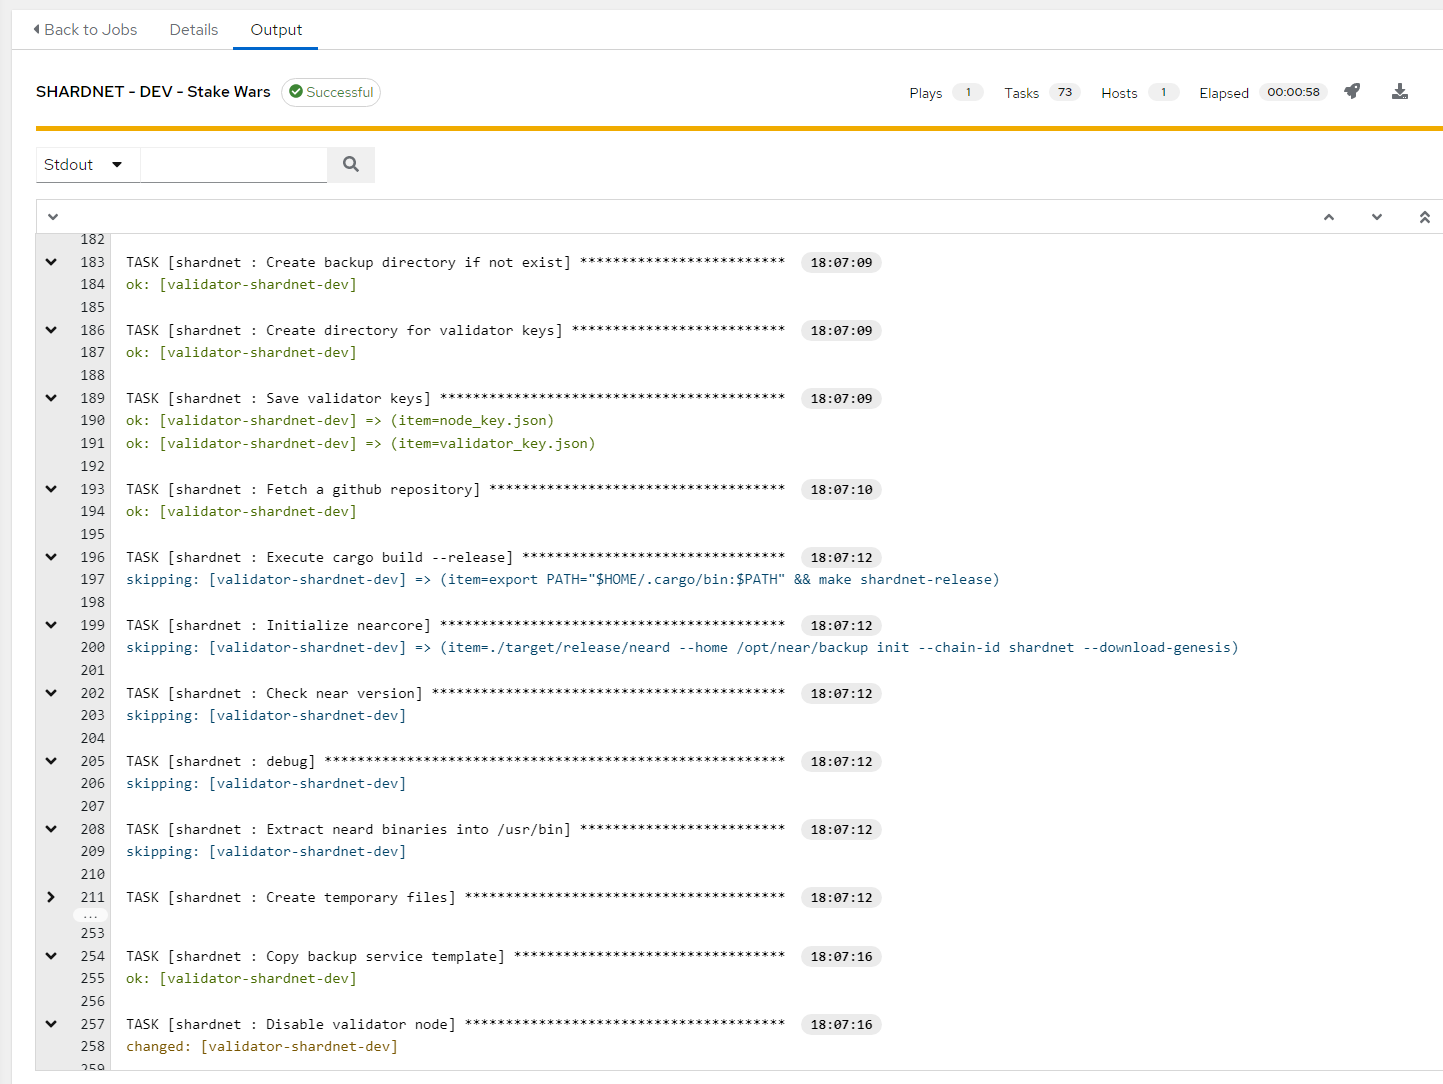 Back to Jobs Details Output
SHARDNET - DEV - Stake Wars Successful Plays 1 Tasks 73 Hosts 1 Elapsed 00:00:58
Stdout
182
183 TASK [shardnet : Create backup directory if not exist] ************************* 18:07:09
184 ok: [validator-shardnet-dev]
185
186 TASK [shardnet : Create directory for validator keys] ************************** 18:07:09
187 ok: [validator-shardnet-dev]
188
189 TASK [shardnet : Save validator keys] ****************************************** 18:07:09
190 ok: [validator-shardnet-dev] => (item=node_key.json)
191 ok: [validator-shardnet-dev] => (item=validator_key.json)
192
193 TASK [shardnet : Fetch a github repository] ************************************ 18:07:10
194 ok: [validator-shardnet-dev]
195
196 TASK [shardnet : Execute cargo build --release] ******************************** 18:07:12
197 skipping: [validator-shardnet-dev] => (item=export PATH="$HOME/.cargo/bin:$PATH" && make shardnet-release)
198
199 TASK [shardnet : Initialize nearcore] ****************************************** 18:07:12
200 skipping: [validator-shardnet-dev] => (item=./target/release/neard --home /opt/near/backup init --chain-id shardnet --download-genesis)
201
202 TASK [shardnet : Check near version] ******************************************* 18:07:12
203 skipping: [validator-shardnet-dev]
204
205 TASK [shardnet : debug] ******************************************************** 18:07:12
206 skipping: [validator-shardnet-dev]
207
208 TASK [shardnet : Extract neard binaries into /usr/bin] ************************* 18:07:12
209 skipping: [validator-shardnet-dev]
210
211 TASK [shardnet : Create temporary files] *************************************** 18:07:12
...
253
254 TASK [shardnet : Copy backup service template] ********************************* 18:07:16
255 ok: [validator-shardnet-dev]
256
257 TASK [shardnet : Disable validator node] *************************************** 18:07:16
258 changed: [validator-shardnet-dev]
259